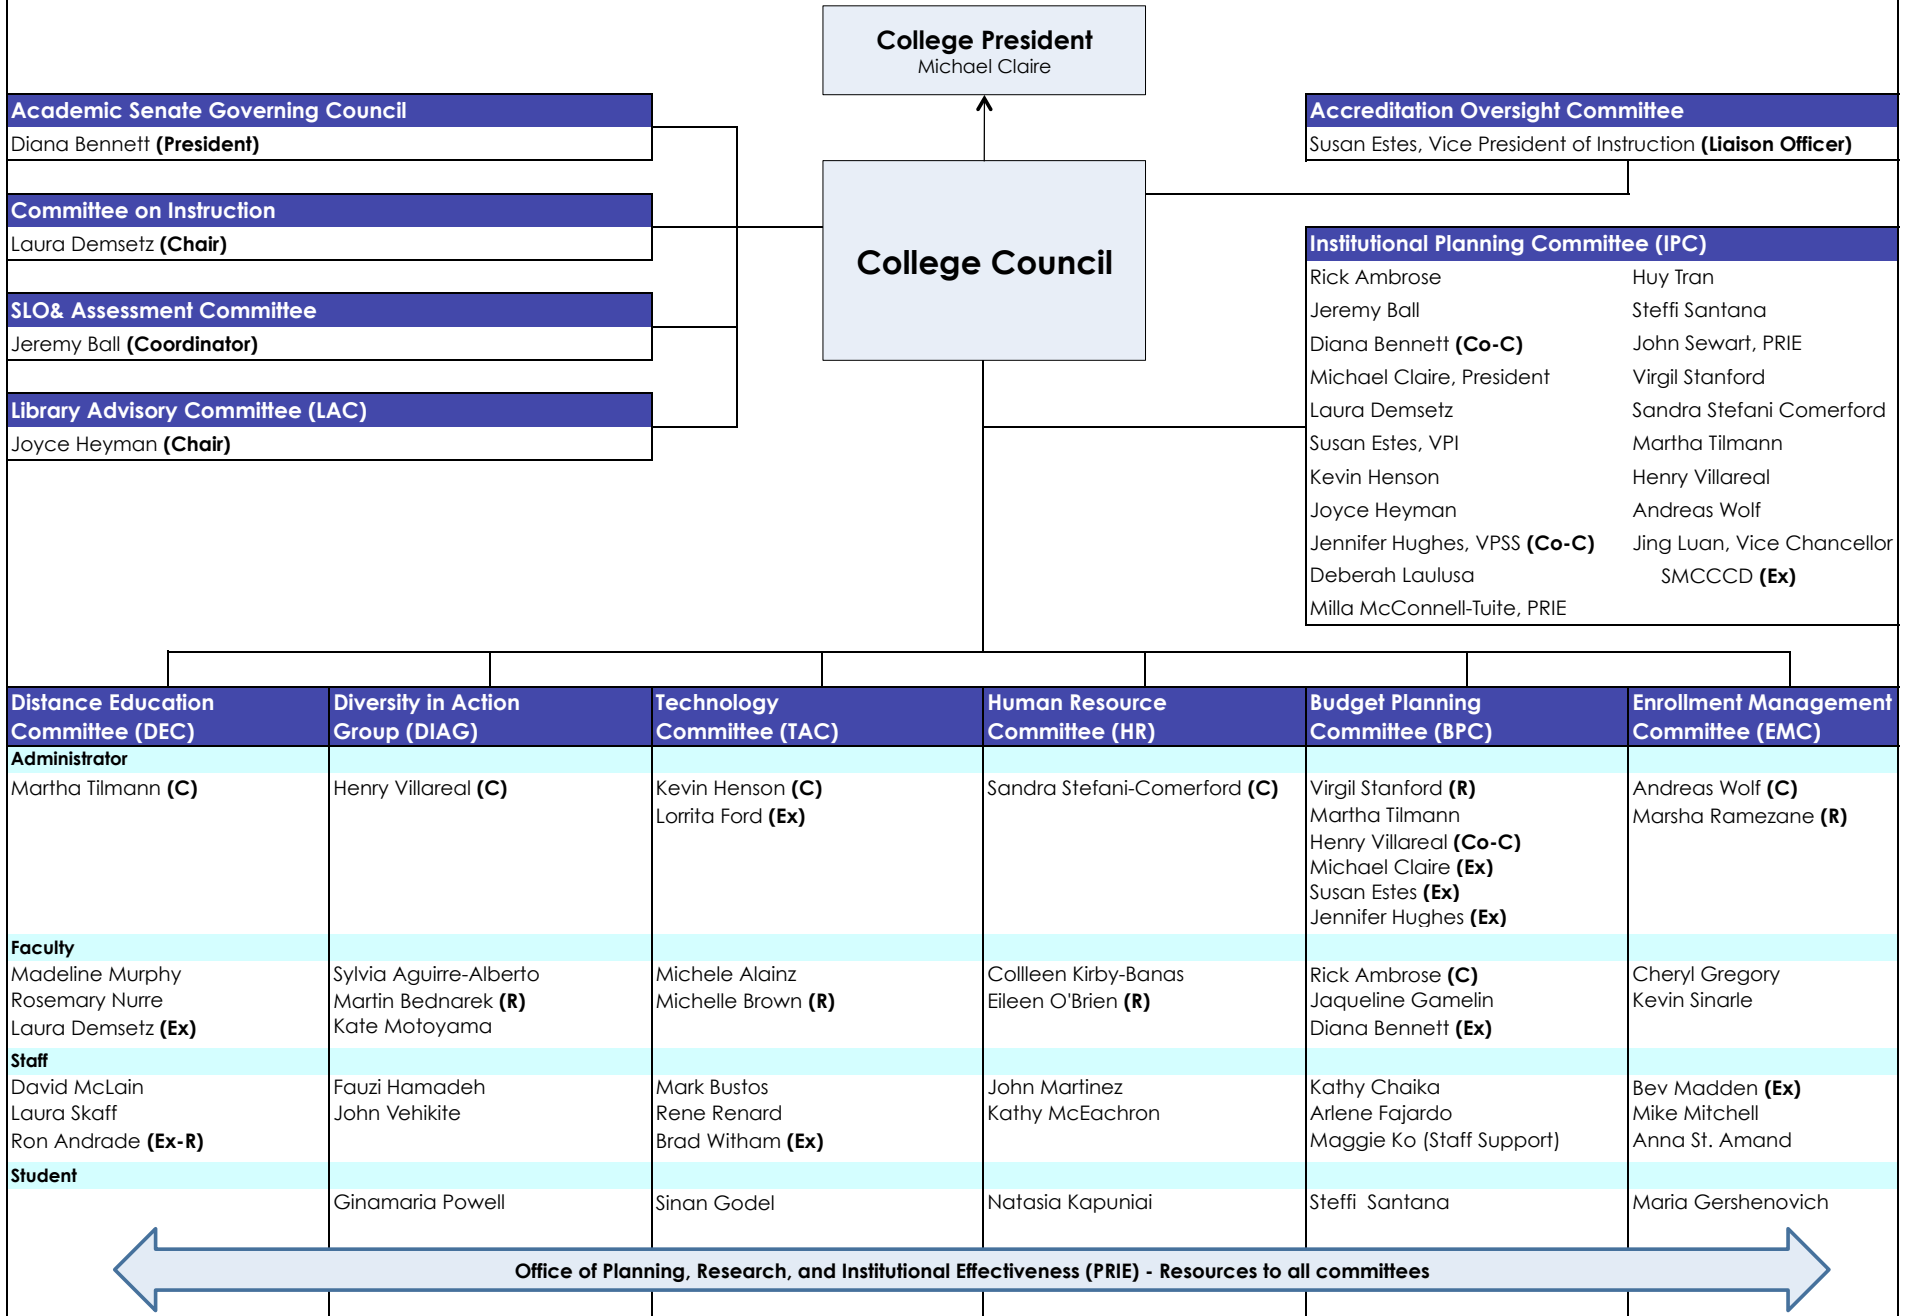 College President
Michael Claire
Academic Senate Governing Council
Diana Bennett (President)
Accreditation Oversight Committee
Susan Estes, Vice President of Instruction (Liaison Officer)
Committee on Instruction
Laura Demsetz (Chair)
College Council
SLO& Assessment Committee
Jeremy Ball (Coordinator)
Library Advisory Committee (LAC)
Joyce Heyman (Chair)
Institutional Planning Committee (IPC)
Rick Ambrose
Jeremy Ball
Diana Bennett (Co-C)
Michael Claire, President
Laura Demsetz
Susan Estes, VPI
Kevin Henson
Joyce Heyman
Jennifer Hughes, VPSS (Co-C)
Deberah Laulusa
Milla McConnell-Tuite, PRIE
Huy Tran
Steffi Santana
John Sewart, PRIE
Virgil Stanford
Sandra Stefani Comerford
Martha Tilmann
Henry Villareal
Andreas Wolf
Jing Luan, Vice Chancellor
SMCCCD (Ex)
Distance Education
Committee (DEC)
Diversity in Action
Group (DIAG)
Technology
Committee (TAC)
Human Resource
Committee (HR)
Budget Planning
Committee (BPC)
Enrollment Management
Committee (EMC)
Administrator
Martha Tilmann (C)
Henry Villareal (C)
Kevin Henson (C)
Lorrita Ford (Ex)
Sandra Stefani-Comerford (C)
Virgil Stanford (R)
Martha Tilmann
Henry Villareal (Co-C)
Michael Claire (Ex)
Susan Estes (Ex)
Jennifer Hughes (Ex)
Andreas Wolf (C)
Marsha Ramezane (R)
Faculty
Madeline Murphy
Rosemary Nurre
Laura Demsetz (Ex)
Sylvia Aguirre-Alberto
Martin Bednarek (R)
Kate Motoyama
Michele Alainz
Michelle Brown (R)
Collleen Kirby-Banas
Eileen O'Brien (R)
Rick Ambrose (C)
Jaqueline Gamelin
Diana Bennett (Ex)
Cheryl Gregory
Kevin Sinarle
Staff
David McLain
Laura Skaff
Ron Andrade (Ex-R)
Fauzi Hamadeh
John Vehikite
Mark Bustos
Rene Renard
Brad Witham (Ex)
John Martinez
Kathy McEachron
Kathy Chaika
Arlene Fajardo
Maggie Ko (Staff Support)
Bev Madden (Ex)
Mike Mitchell
Anna St. Amand
Student
Ginamaria Powell
Sinan Godel
Natasia Kapuniai
Steffi  Santana
Maria Gershenovich
Office of Planning, Research, and Institutional Effectiveness (PRIE) - Resources to all committees